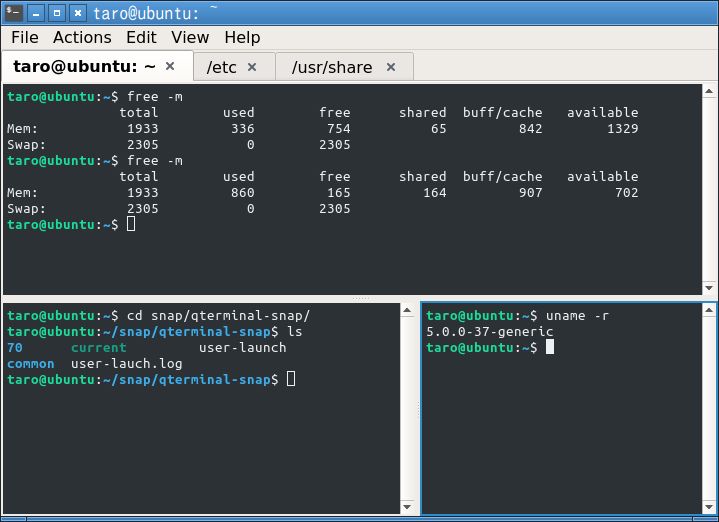 taro@ubuntu: ~
File Actions Edit View Help
taro@ubuntu: ~ /etc /usr/share
taro@ubuntu:~$ free -m
total used free shared buff/cache available
Mem: 1933 336 754 65 842 1329
Swap: 2305 0 2305
taro@ubuntu:~$ free -m
total used free shared buff/cache available
Mem: 1933 860 165 164 907 702
Swap: 2305 0 2305
taro@ubuntu:~$
taro@ubuntu:~$ cd snap/qterminal-snap/
taro@ubuntu:~/snap/qterminal-snap$ ls
70 current user-launch
common user-lauch.log
taro@ubuntu:~/snap/qterminal-snap$
taro@ubuntu:~$ uname -r
5.0.0-37-generic
taro@ubuntu:~$